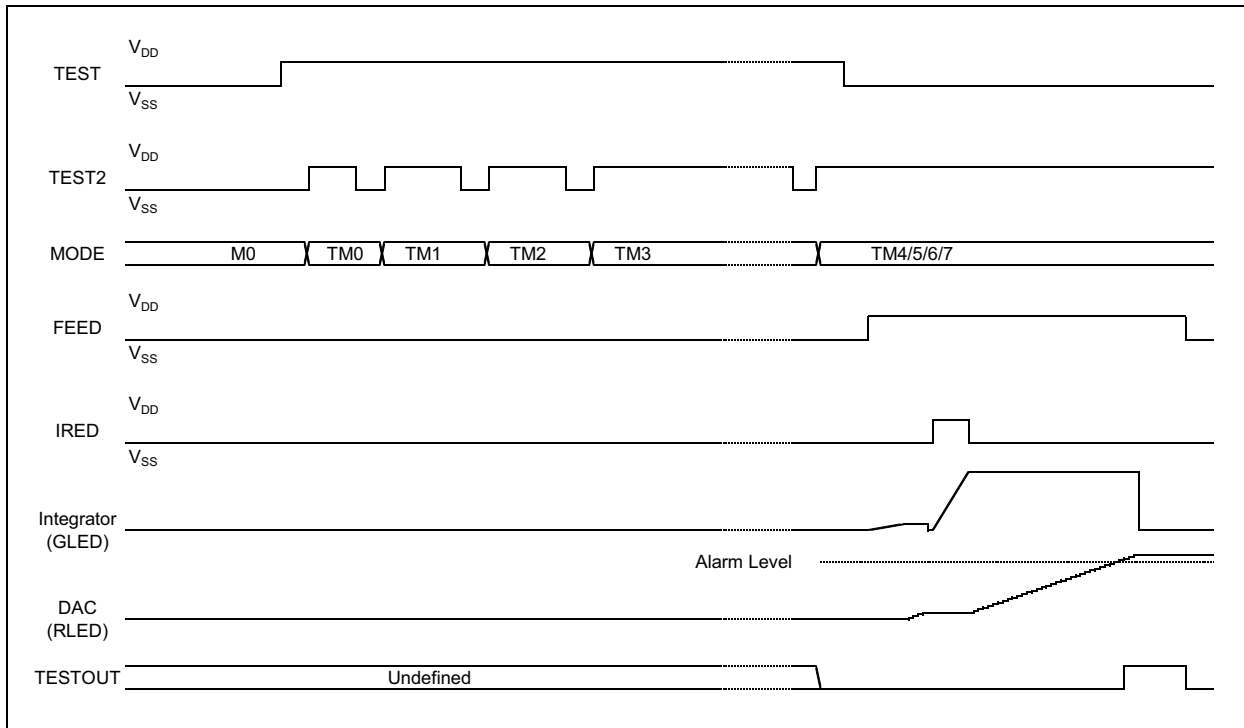 VDD
TEST
VSS
VDD
TEST2
VSS
MODE M0 TM0 TM1 TM2 TM3 TM4/5/6/7
VDD
FEED
VSS
VDD
IRED
VSS
Integrator
(GLED)
Alarm Level
DAC
(RLED)
TESTOUT Undefined